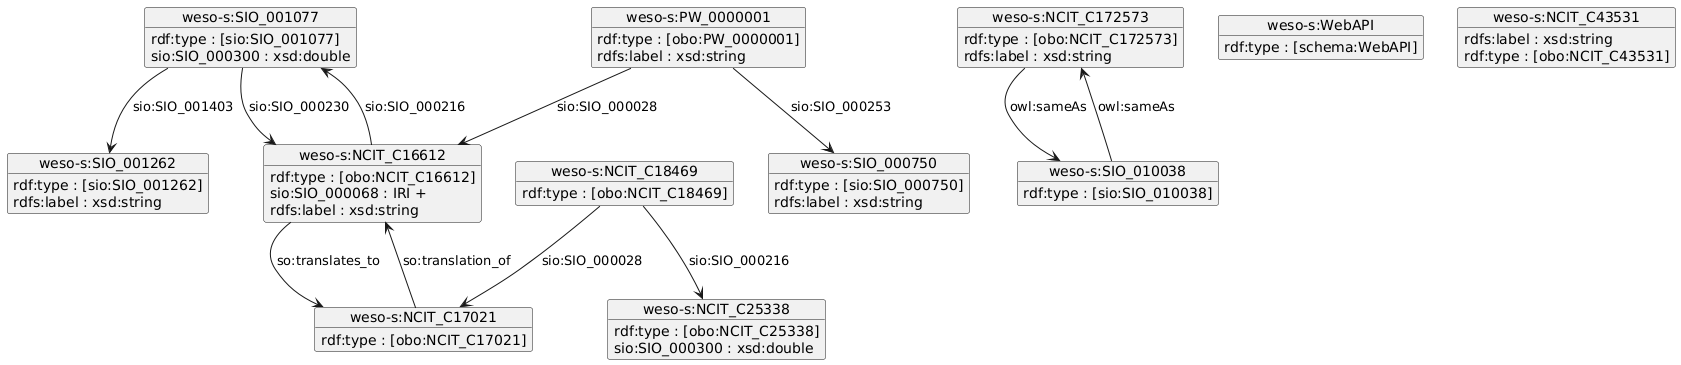 weso-s:SIO_001077
rdf:type : [sio:SIO_001077]
sio:SIO_000300 : xsd:double
weso-s:PW_0000001
rdf:type : [obo:PW_0000001]
rdfs:label : xsd:string
weso-s:NCIT_C172573
rdf:type : [obo:NCIT_C172573]
rdfs:label : xsd:string
weso-s:WebAPI
rdf:type : [schema:WebAPI]
weso-s:NCIT_C43531
rdfs:label : xsd:string
rdf:type : [obo:NCIT_C43531]
sio:SIO_001403
sio:SIO_000230
sio:SIO_000216
sio:SIO_000028
sio:SIO_000253
owl:sameAs
owl:sameAs
weso-s:SIO_001262
rdf:type : [sio:SIO_001262]
rdfs:label : xsd:string
weso-s:NCIT_C16612
rdf:type : [obo:NCIT_C16612]
sio:SIO_000068 : IRI +
rdfs:label : xsd:string
weso-s:NCIT_C18469
rdf:type : [obo:NCIT_C18469]
weso-s:SIO_000750
rdf:type : [sio:SIO_000750]
rdfs:label : xsd:string
weso-s:SIO_010038
rdf:type : [sio:SIO_010038]
so:translates_to
so:translation_of
sio:SIO_000028
sio:SIO_000216
weso-s:NCIT_C17021
rdf:type : [obo:NCIT_C17021]
weso-s:NCIT_C25338
rdf:type : [obo:NCIT_C25338]
sio:SIO_000300 : xsd:double